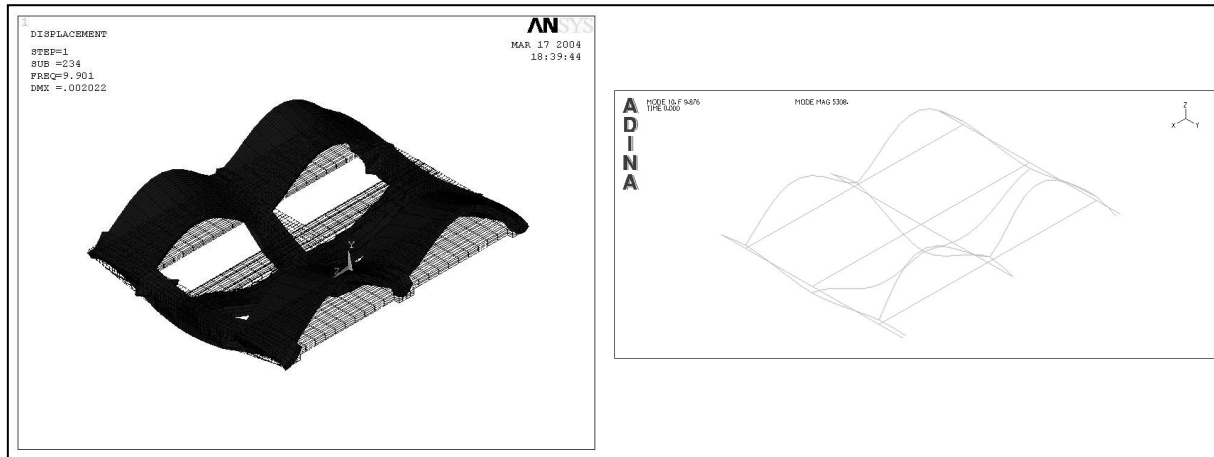 1
DISPLACEMENT
STEP=1
SUB =234
FREQ=9.901
DMX =.002022
ANSYS
MAR 17 2004
18:39:44
Y
Z
ADINA
MODE 10, F 9.876
TIME 0.000
MODE MAG 5308.
Z
X Y